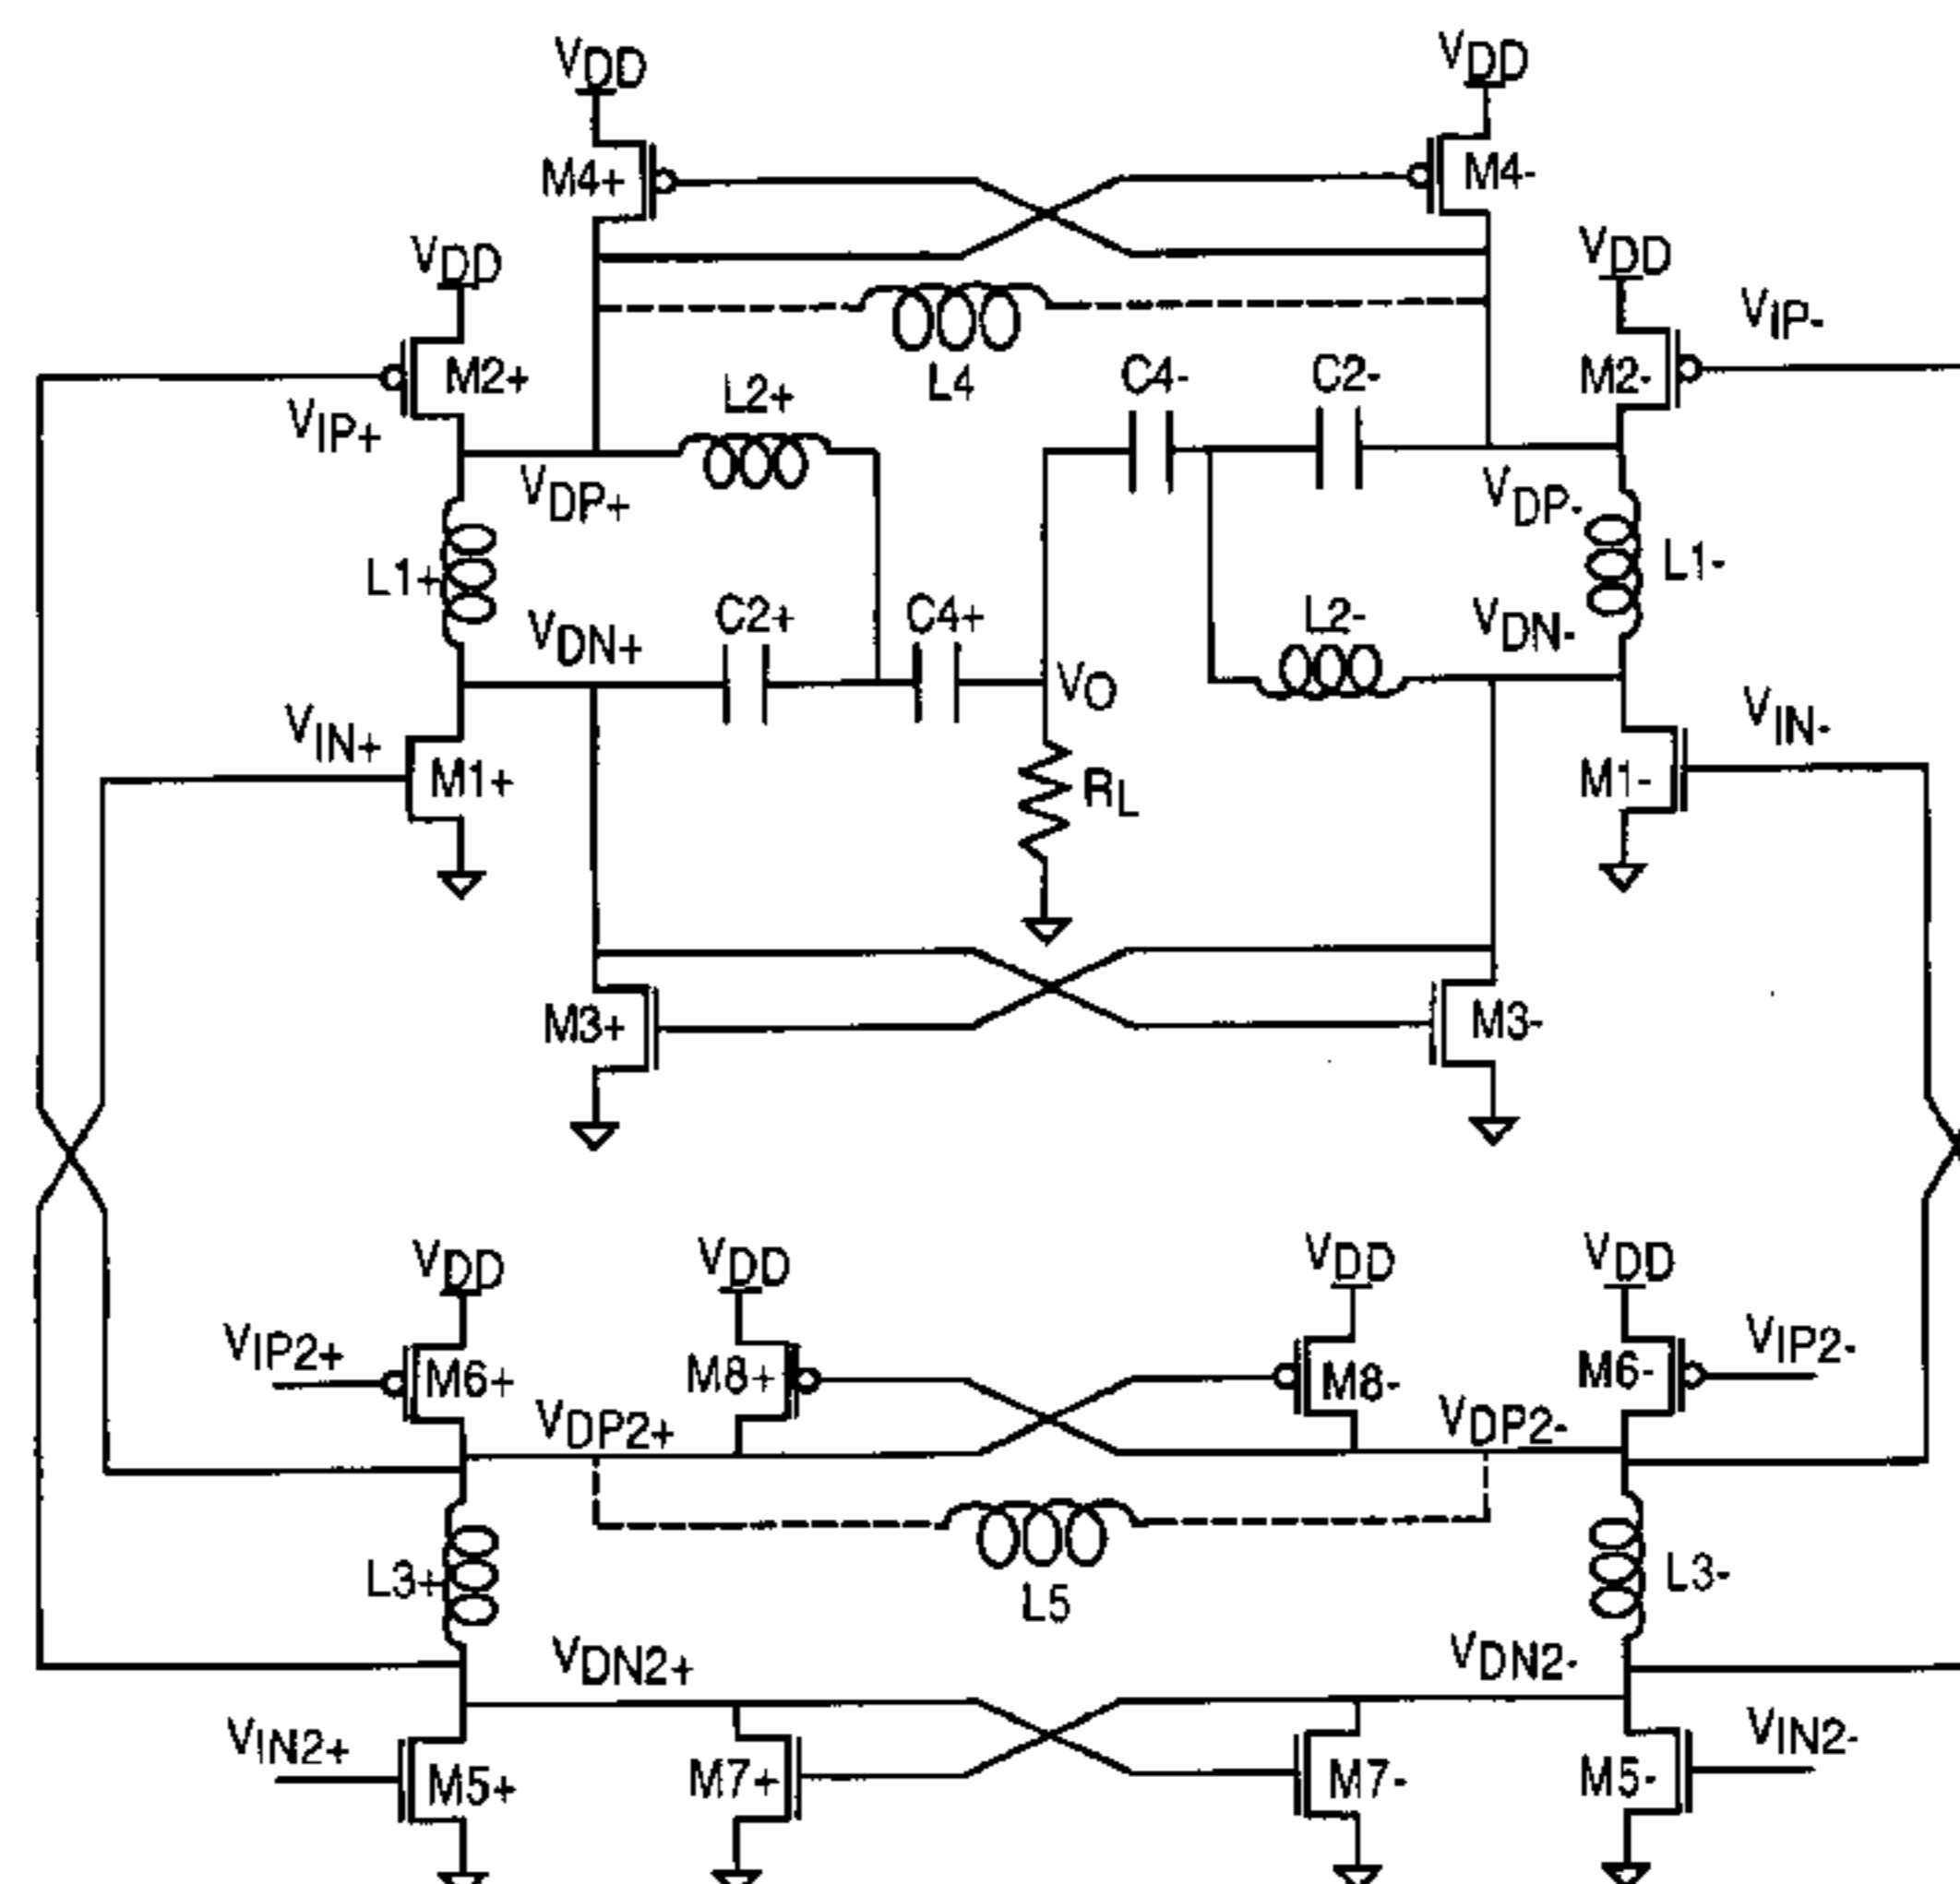 VDD
VDD
M4+
M4-
VDD
VDD
VIP-
M2+
L4
C4-
C2-
M2-
VIP+
L2+
VDP+
VDP-
L1+
L1-
VDN+
C2+
C4+
L2-
VDN-
VO
VIN+
VIN-
M1+
RL
M1-
M3+
M3-
VDD
VDD
VDD
VDD
VIP2+
M6+
M8+
M8-
M6-
VIP2-
VDP2+
VDP2-
L3+
L5
L3-
VDN2+
VDN2-
VIN2+
VIN2-
M5+
M7+
M7-
M5-